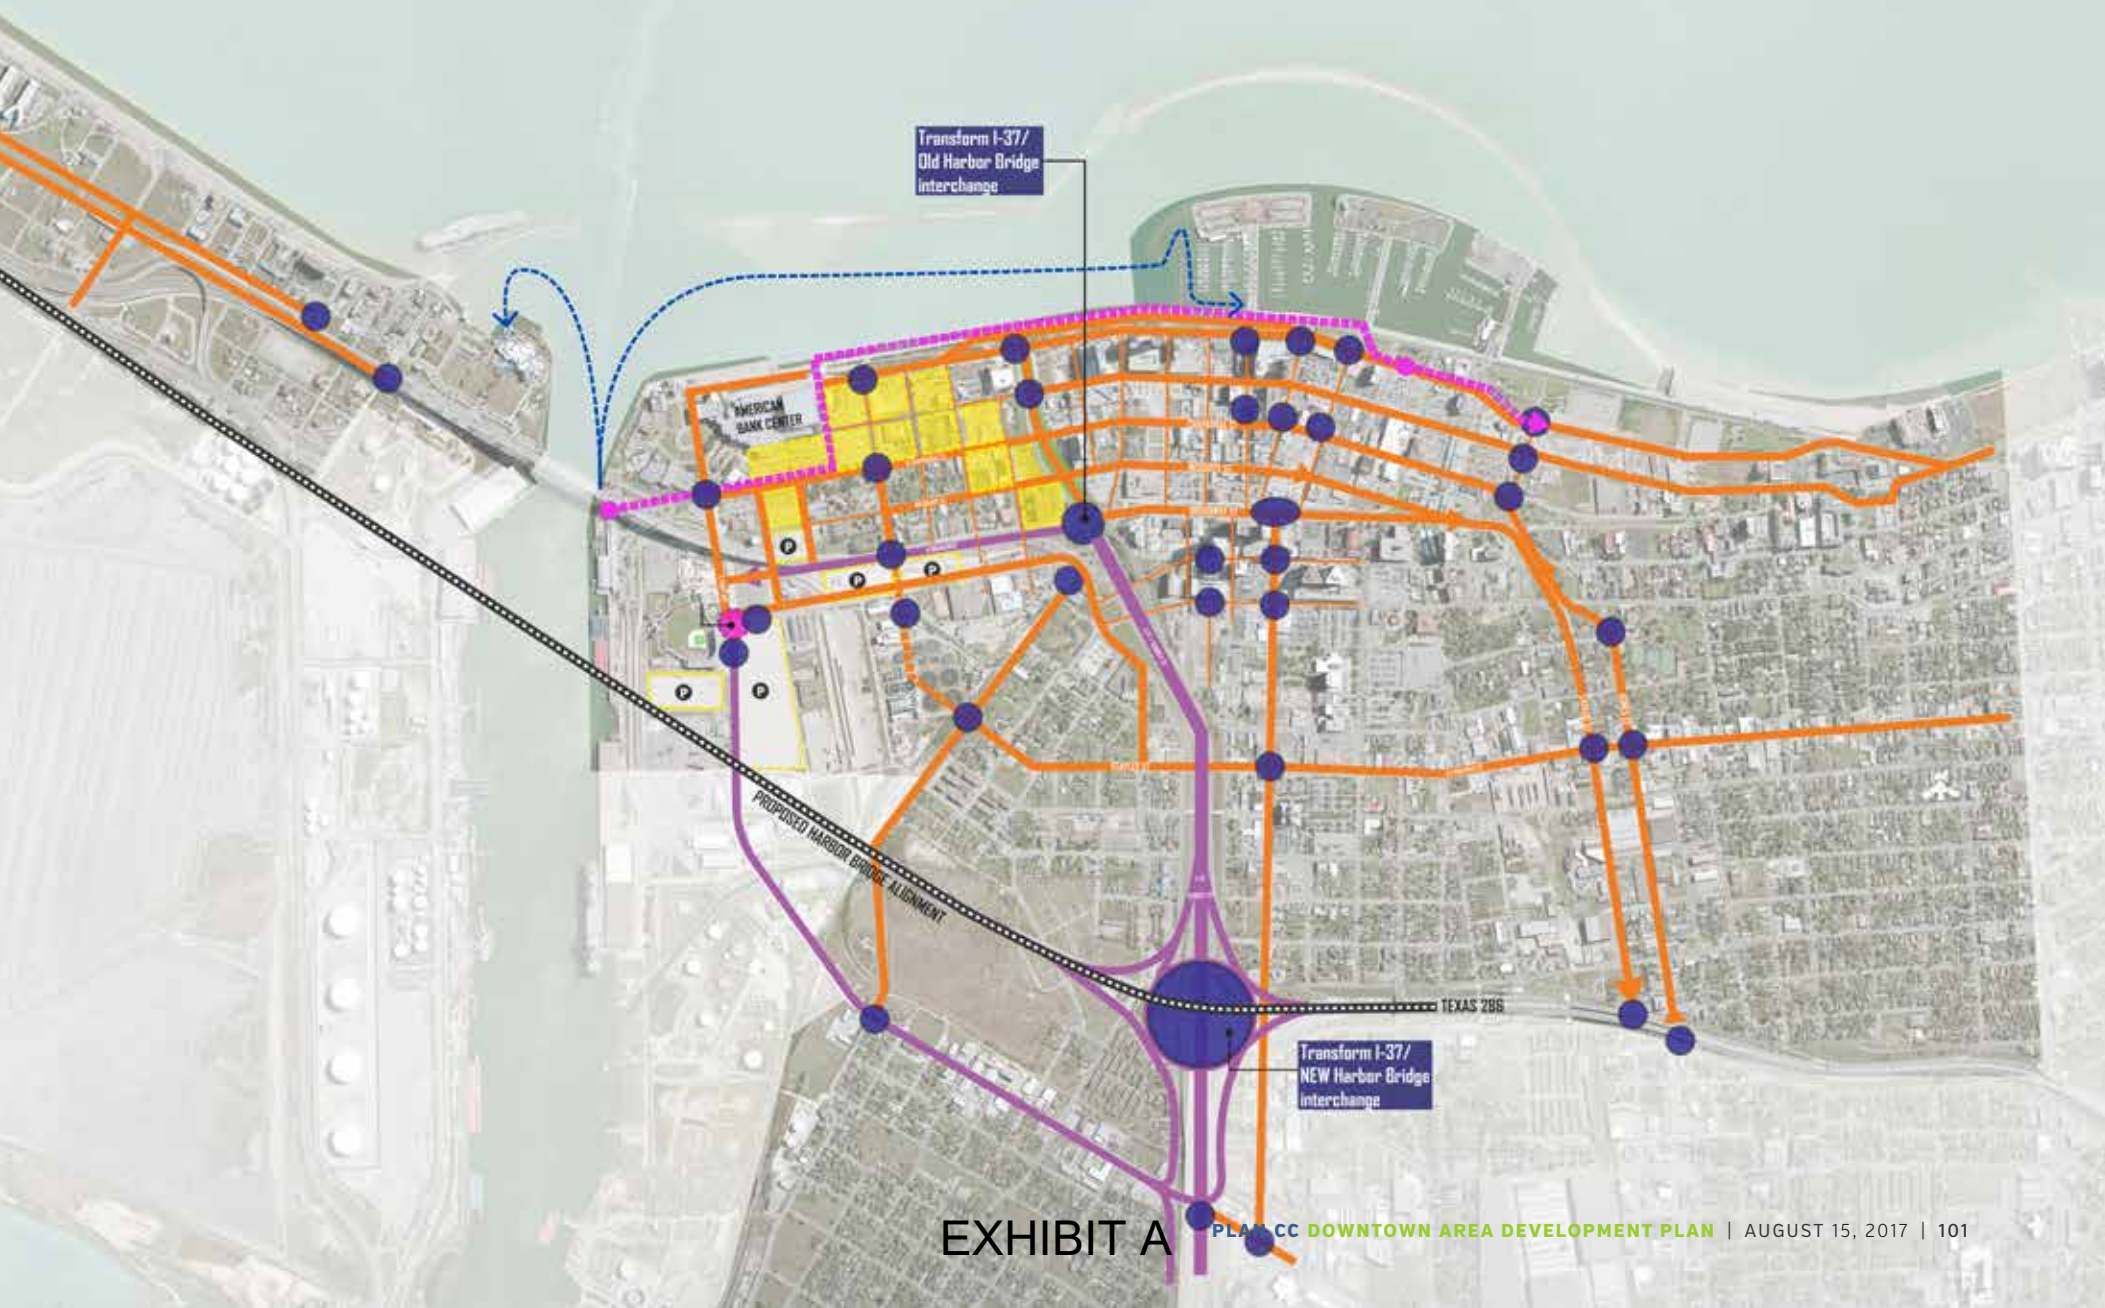 Transform I-37/
Old Harbor Bridge
interchange
AMERICAN
BANK CENTER
P
P
P
P
P
PROPOSED HARBOR BRIDGE ALIGNMENT
TEXAS 286
Transform I-37/
NEW Harbor Bridge
interchange
EXHIBIT A
PLAN CC DOWNTOWN AREA DEVELOPMENT PLAN | AUGUST 15, 2017 | 101